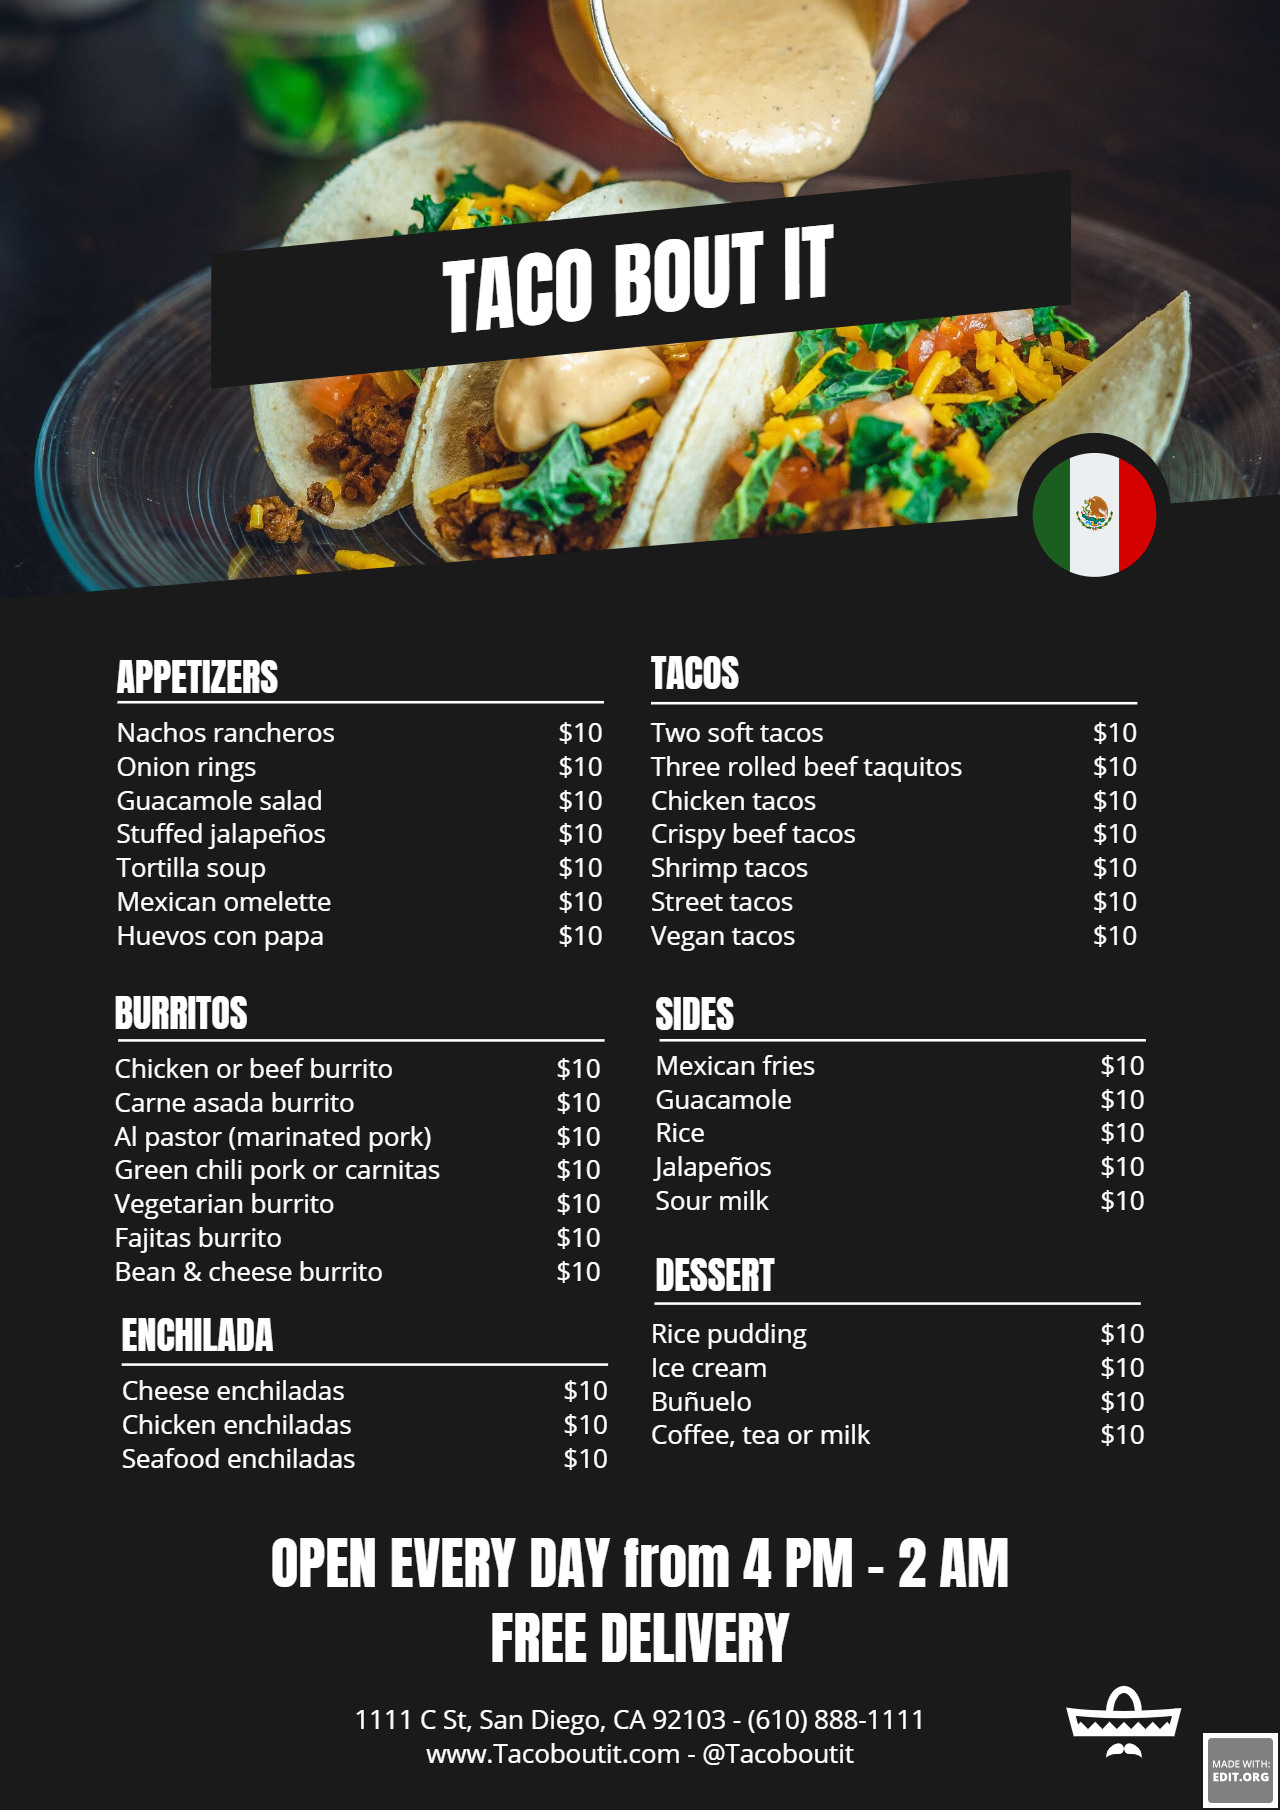 TACO BOUT IT
APPETIZERS
Nachos rancheros $10
Onion rings $10
Guacamole salad $10
Stuffed jalapeños $10
Tortilla soup $10
Mexican omelette $10
Huevos con papa $10
TACOS
Two soft tacos $10
Three rolled beef taquitos $10
Chicken tacos $10
Crispy beef tacos $10
Shrimp tacos $10
Street tacos $10
Vegan tacos $10
BURRITOS
Chicken or beef burrito $10
Carne asada burrito $10
Al pastor (marinated pork) $10
Green chili pork or carnitas $10
Vegetarian burrito $10
Fajitas burrito $10
Bean & cheese burrito $10
SIDES
Mexican fries $10
Guacamole $10
Rice $10
Jalapeños $10
Sour milk $10
ENCHILADA
Cheese enchiladas $10
Chicken enchiladas $10
Seafood enchiladas $10
DESSERT
Rice pudding $10
Ice cream $10
Buñuelo $10
Coffee, tea or milk $10
OPEN EVERY DAY from 4 PM - 2 AM
FREE DELIVERY
1111 C St, San Diego, CA 92103 - (610) 888-1111
www.Tacoboutit.com - @Tacoboutit
MADE WITH:
EDIT.ORG